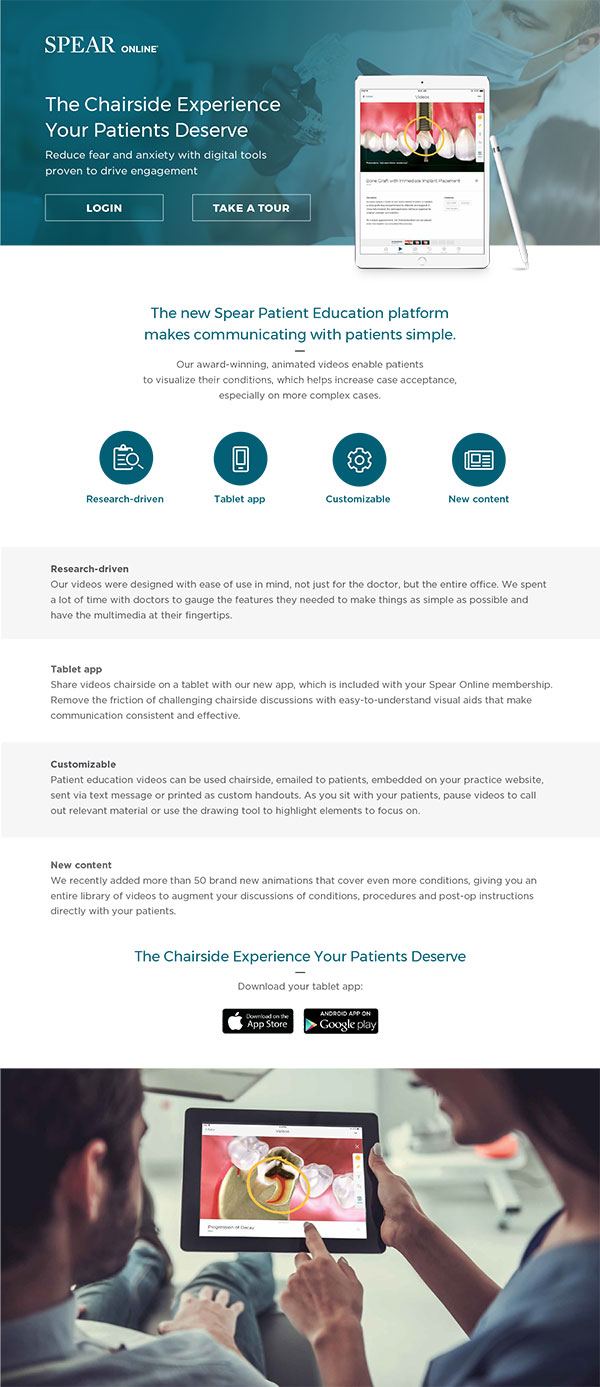 SPEAR ONLINE
The Chairside Experience
Your Patients Deserve
Reduce fear and anxiety with digital tools
proven to drive engagement
LOGIN
TAKE A TOUR
Videos
Bone Graft with Immediate Implant Placement
The new Spear Patient Education platform
makes communicating with patients simple.
Our award-winning, animated videos enable patients
to visualize their conditions, which helps increase case acceptance,
especially on more complex cases.
Research-driven
Tablet app
Customizable
New content
Research-driven
Our videos were designed with ease of use in mind, not just for the doctor, but the entire office. We spent
a lot of time with doctors to gauge the features they needed to make things as simple as possible and
have the multimedia at their fingertips.
Tablet app
Share videos chairside on a tablet with our new app, which is included with your Spear Online membership.
Remove the friction of challenging chairside discussions with easy-to-understand visual aids that make
communication consistent and effective.
Customizable
Patient education videos can be used chairside, emailed to patients, embedded on your practice website,
sent via text message or printed as custom handouts. As you sit with your patients, pause videos to call
out relevant material or use the drawing tool to highlight elements to focus on.
New content
We recently added more than 50 brand new animations that cover even more conditions, giving you an
entire library of videos to augment your discussions of conditions, procedures and post-op instructions
directly with your patients.
The Chairside Experience Your Patients Deserve
Download your tablet app:
Download on the
App Store
ANDROID APP ON
Google play
Videos
Progression of Decay